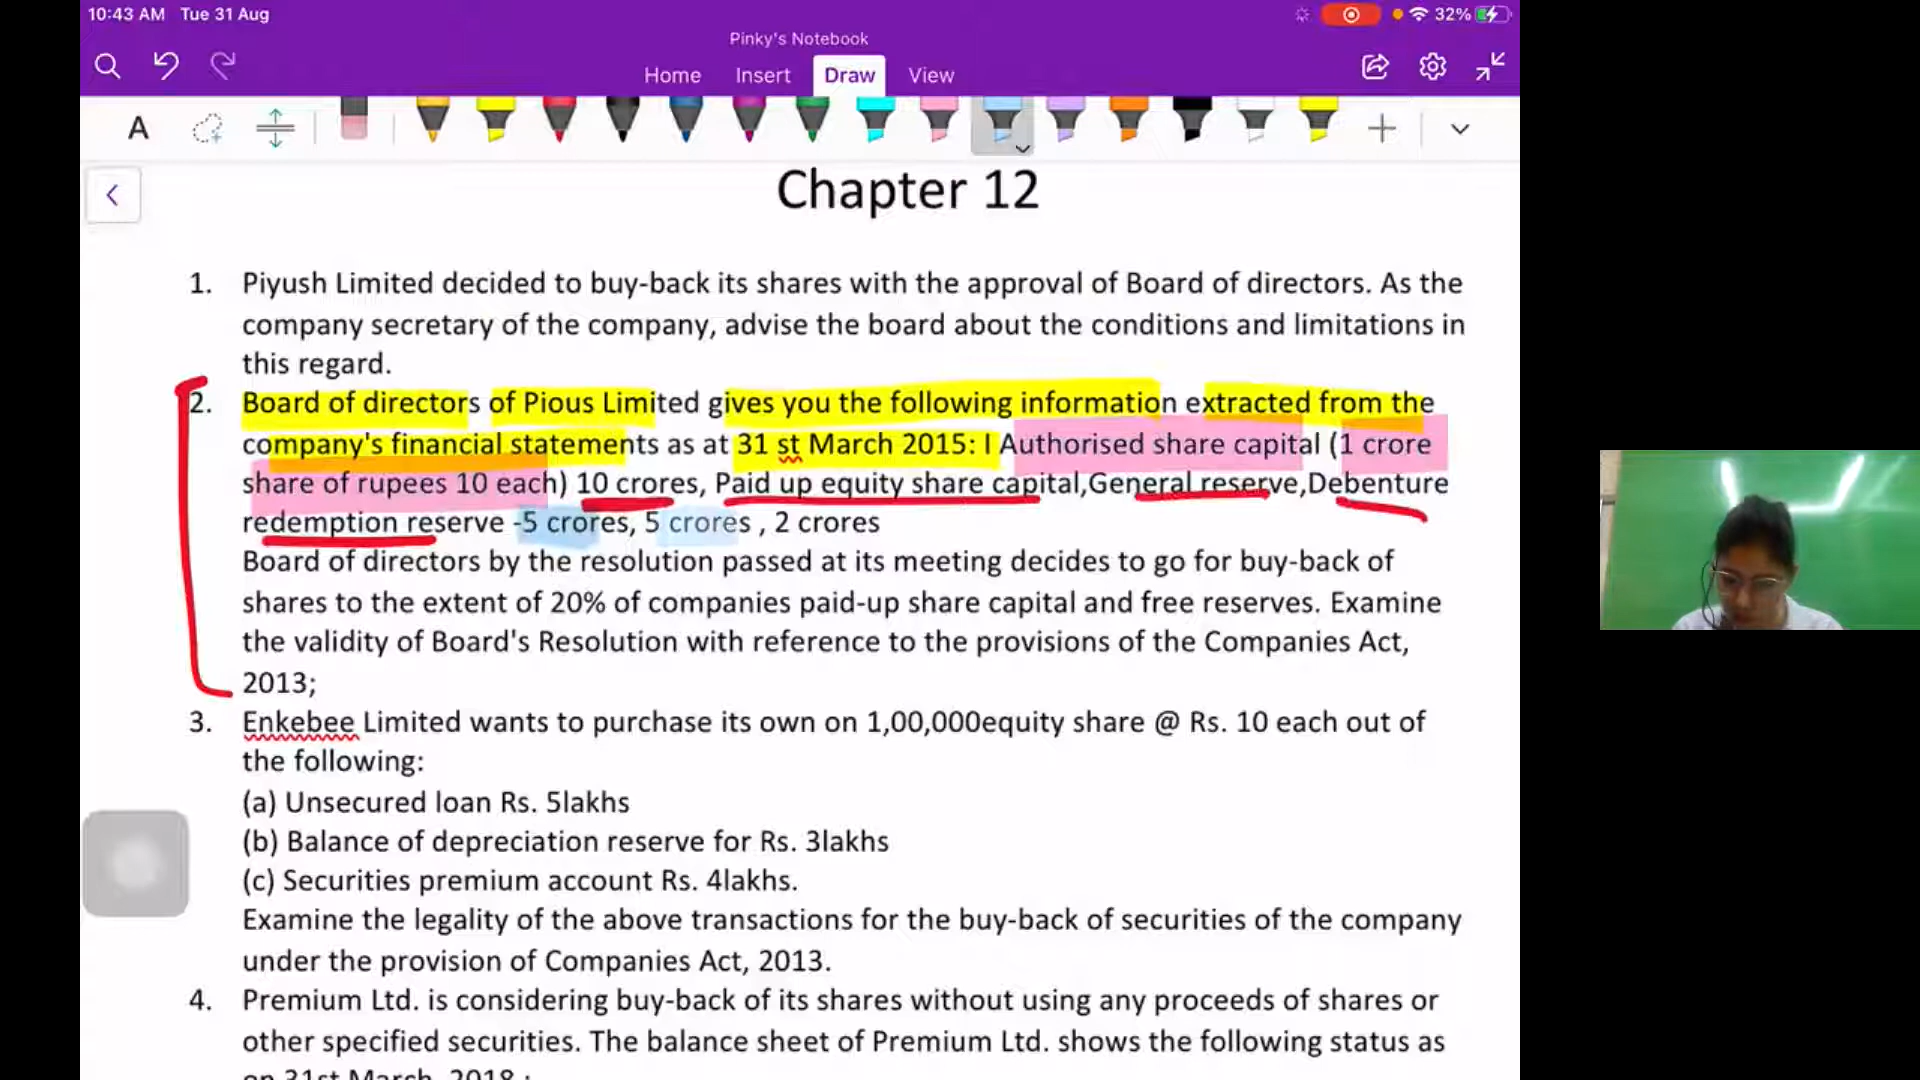 10:43 AM Tue 31 Aug
32%
Pinky's Notebook
Home Insert Draw View
A
Chapter 12
1. Piyush Limited decided to buy-back its shares with the approval of Board of directors. As the
company secretary of the company, advise the board about the conditions and limitations in
this regard.
2. Board of directors of Pious Limited gives you the following information extracted from the
company's financial statements as at 31 st March 2015: I Authorised share capital (1 crore
share of rupees 10 each) 10 crores, Paid up equity share capital,General reserve,Debenture
redemption reserve -5 crores, 5 crores , 2 crores
Board of directors by the resolution passed at its meeting decides to go for buy-back of
shares to the extent of 20% of companies paid-up share capital and free reserves. Examine
the validity of Board's Resolution with reference to the provisions of the Companies Act,
2013;
3. Enkebee Limited wants to purchase its own on 1,00,000equity share @ Rs. 10 each out of
the following:
(a) Unsecured loan Rs. 5lakhs
(b) Balance of depreciation reserve for Rs. 3lakhs
(c) Securities premium account Rs. 4lakhs.
Examine the legality of the above transactions for the buy-back of securities of the company
under the provision of Companies Act, 2013.
4. Premium Ltd. is considering buy-back of its shares without using any proceeds of shares or
other specified securities. The balance sheet of Premium Ltd. shows the following status as
on 31st March, 2018 :